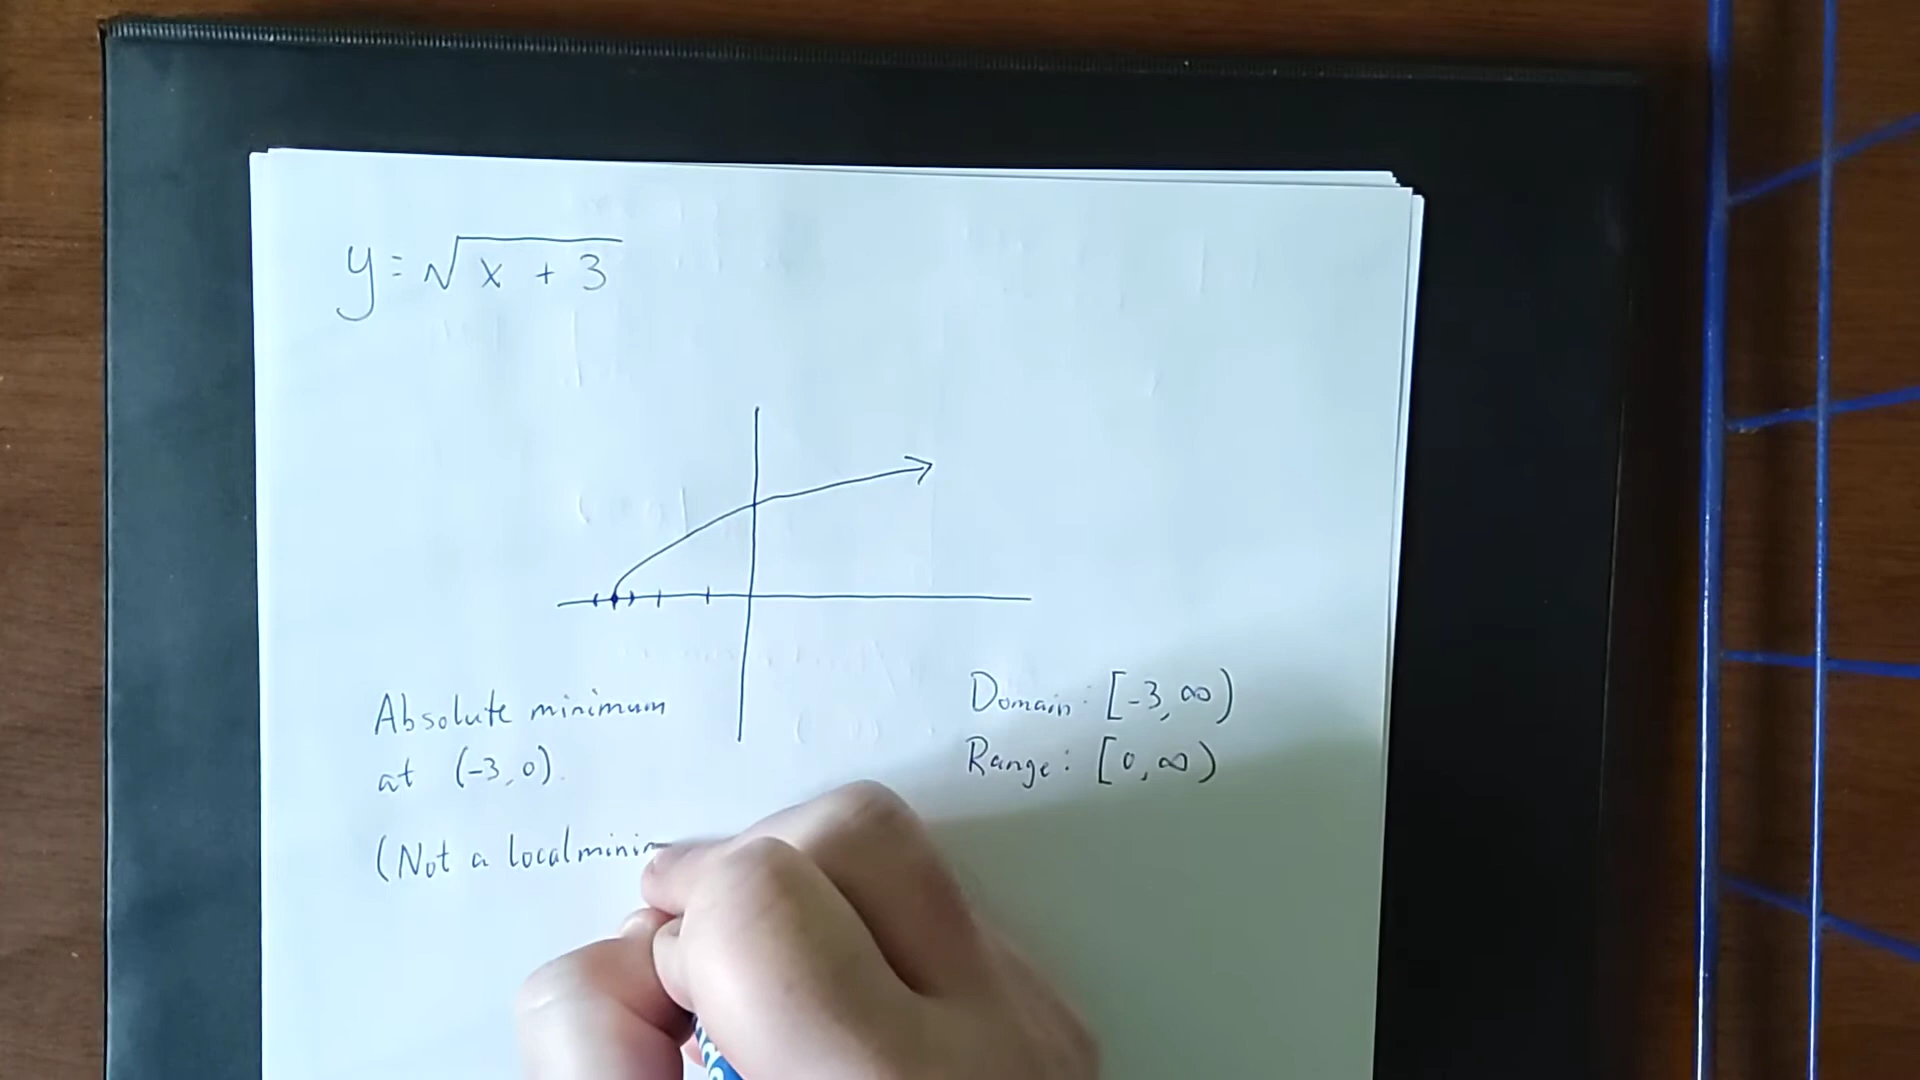 y = √x + 3
Absolute minimum
at (-3, 0).
Domain: [-3, ∞)
Range: [0, ∞)
(Not a local